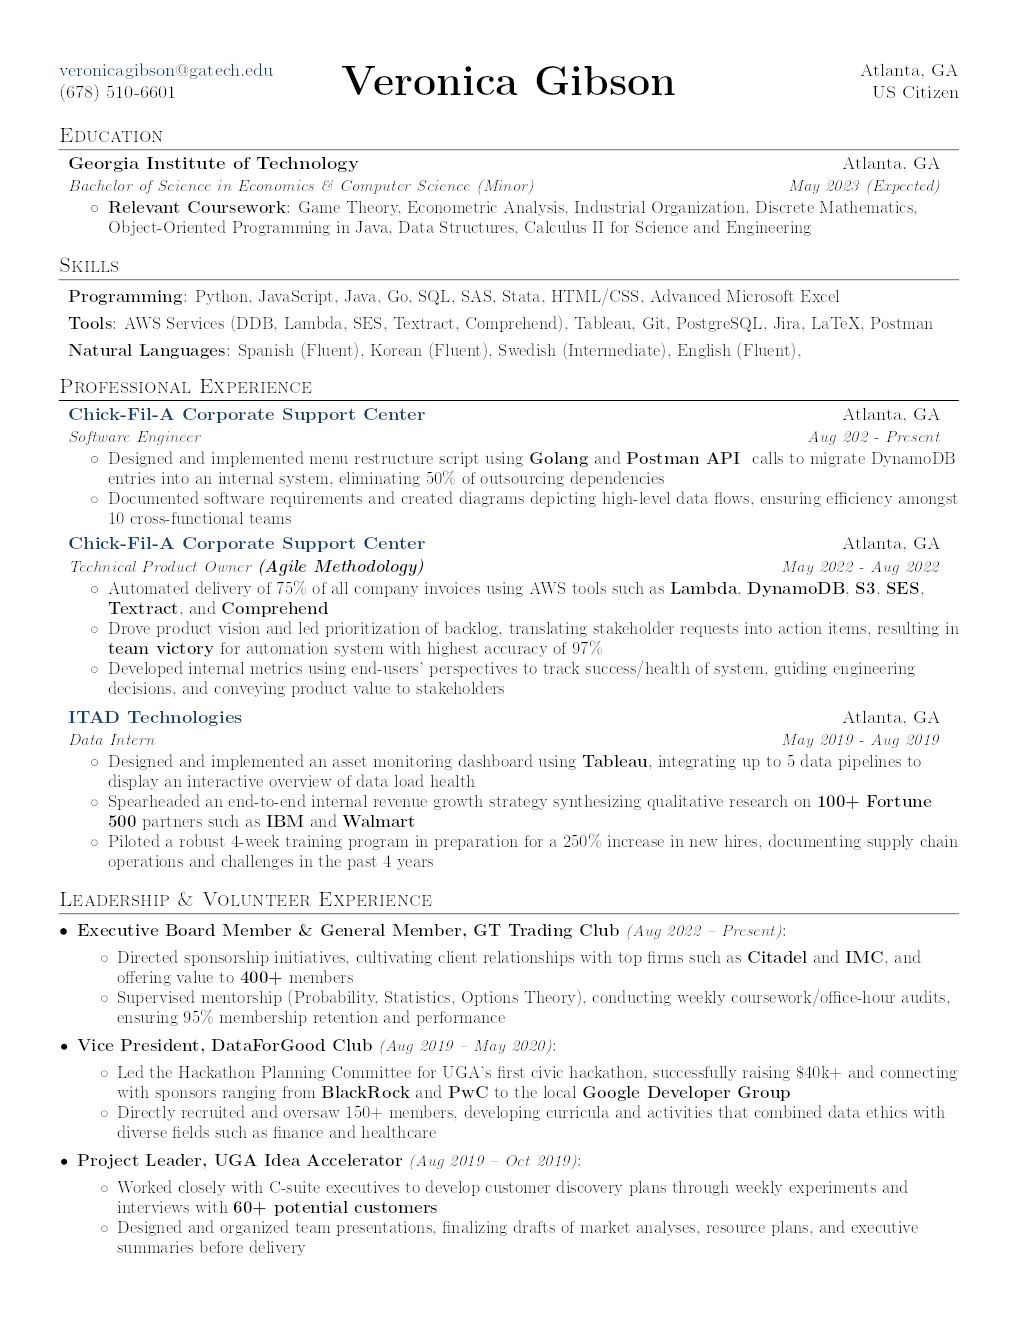 veronicagibson@gatech.edu
(678) 510-6601
Veronica Gibson
Atlanta, GA
US Citizen
Education
Georgia Institute of Technology Atlanta, GA
Bachelor of Science in Economics & Computer Science (Minor) May 2023 (Expected)
◦ Relevant Coursework: Game Theory, Econometric Analysis, Industrial Organization, Discrete Mathematics,
Object-Oriented Programming in Java, Data Structures, Calculus II for Science and Engineering
Skills
Programming: Python, JavaScript, Java, Go, SQL, SAS, Stata, HTML/CSS, Advanced Microsoft Excel
Tools: AWS Services (DDB, Lambda, SES, Textract, Comprehend), Tableau, Git, PostgreSQL, Jira, LaTeX, Postman
Natural Languages: Spanish (Fluent), Korean (Fluent), Swedish (Intermediate), English (Fluent),
Professional Experience
Chick-Fil-A Corporate Support Center Atlanta, GA
Software Engineer Aug 202 - Present
◦ Designed and implemented menu restructure script using Golang and Postman API calls to migrate DynamoDB
entries into an internal system, eliminating 50% of outsourcing dependencies
◦ Documented software requirements and created diagrams depicting high-level data flows, ensuring efficiency amongst
10 cross-functional teams
Chick-Fil-A Corporate Support Center Atlanta, GA
Technical Product Owner (Agile Methodology) May 2022 - Aug 2022
◦ Automated delivery of 75% of all company invoices using AWS tools such as Lambda, DynamoDB, S3, SES,
Textract, and Comprehend
◦ Drove product vision and led prioritization of backlog, translating stakeholder requests into action items, resulting in
team victory for automation system with highest accuracy of 97%
◦ Developed internal metrics using end-users' perspectives to track success/health of system, guiding engineering
decisions, and conveying product value to stakeholders
ITAD Technologies Atlanta, GA
Data Intern May 2019 - Aug 2019
◦ Designed and implemented an asset monitoring dashboard using Tableau, integrating up to 5 data pipelines to
display an interactive overview of data load health
◦ Spearheaded an end-to-end internal revenue growth strategy synthesizing qualitative research on 100+ Fortune
500 partners such as IBM and Walmart
◦ Piloted a robust 4-week training program in preparation for a 250% increase in new hires, documenting supply chain
operations and challenges in the past 4 years
Leadership & Volunteer Experience
• Executive Board Member & General Member, GT Trading Club (Aug 2022 – Present):
◦ Directed sponsorship initiatives, cultivating client relationships with top firms such as Citadel and IMC, and
offering value to 400+ members
◦ Supervised mentorship (Probability, Statistics, Options Theory), conducting weekly coursework/office-hour audits,
ensuring 95% membership retention and performance
• Vice President, DataForGood Club (Aug 2019 – May 2020):
◦ Led the Hackathon Planning Committee for UGA's first civic hackathon, successfully raising $40k+ and connecting
with sponsors ranging from BlackRock and PwC to the local Google Developer Group
◦ Directly recruited and oversaw 150+ members, developing curricula and activities that combined data ethics with
diverse fields such as finance and healthcare
• Project Leader, UGA Idea Accelerator (Aug 2019 – Oct 2019):
◦ Worked closely with C-suite executives to develop customer discovery plans through weekly experiments and
interviews with 60+ potential customers
◦ Designed and organized team presentations, finalizing drafts of market analyses, resource plans, and executive
summaries before delivery